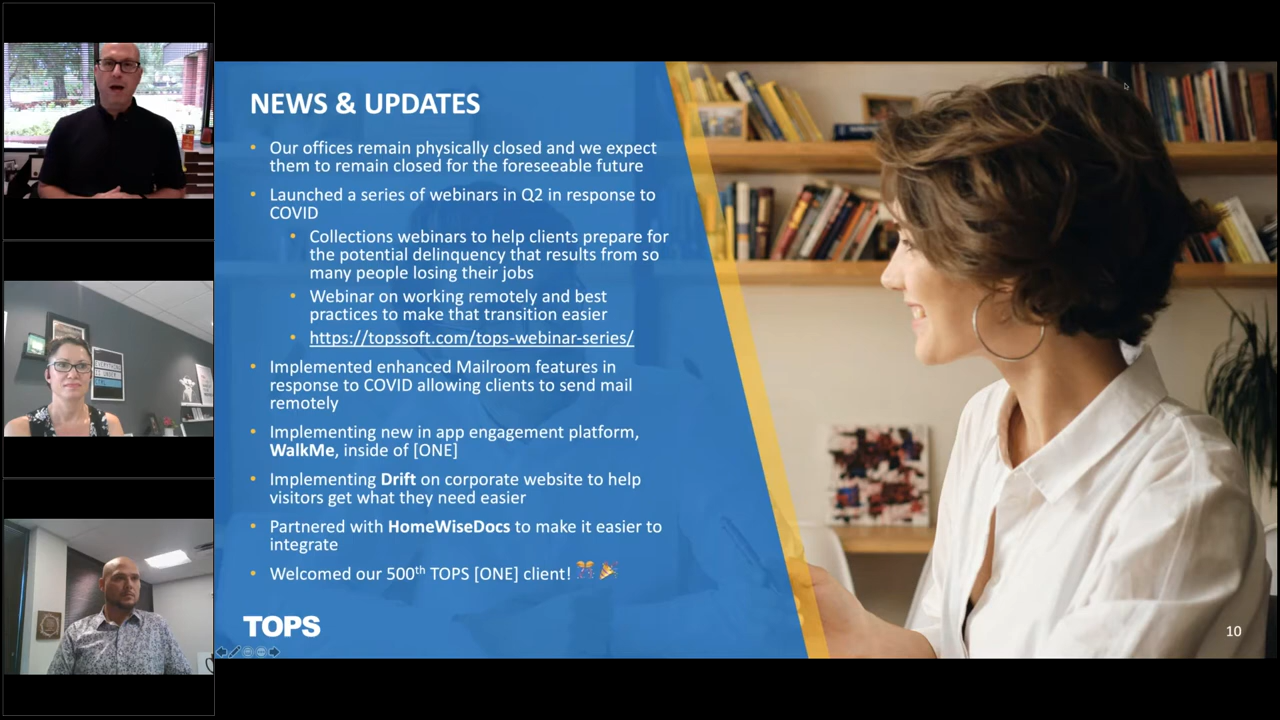 NEWS & UPDATES
• Our offices remain physically closed and we expect
them to remain closed for the foreseeable future
• Launched a series of webinars in Q2 in response to
COVID
• Collections webinars to help clients prepare for
the potential delinquency that results from so
many people losing their jobs
• Webinar on working remotely and best
practices to make that transition easier
• https://topssoft.com/tops-webinar-series/
• Implemented enhanced Mailroom features in
response to COVID allowing clients to send mail
remotely
• Implementing new in app engagement platform,
WalkMe, inside of [ONE]
• Implementing Drift on corporate website to help
visitors get what they need easier
• Partnered with HomeWiseDocs to make it easier to
integrate
• Welcomed our 500th TOPS [ONE] client! 🎊 🎉
TOPS
10